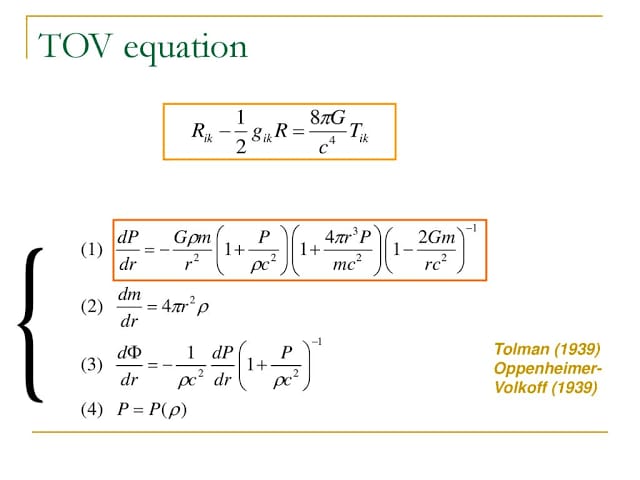 TOV equation
R_{ik} - \frac{1}{2} g_{ik} R = \frac{8\pi G}{c^4} T_{ik}
(1) \frac{dP}{dr} = -\frac{G\rho m}{r^2} \left(1 + \frac{P}{\rho c^2}\right) \left(1 + \frac{4\pi r^3 P}{mc^2}\right) \left(1 - \frac{2Gm}{rc^2}\right)^{-1}
(2) \frac{dm}{dr} = 4\pi r^2 \rho
(3) \frac{d\Phi}{dr} = -\frac{1}{\rho c^2} \frac{dP}{dr} \left(1 + \frac{P}{\rho c^2}\right)^{-1}
(4) P = P(\rho)
Tolman (1939)
Oppenheimer-
Volkoff (1939)